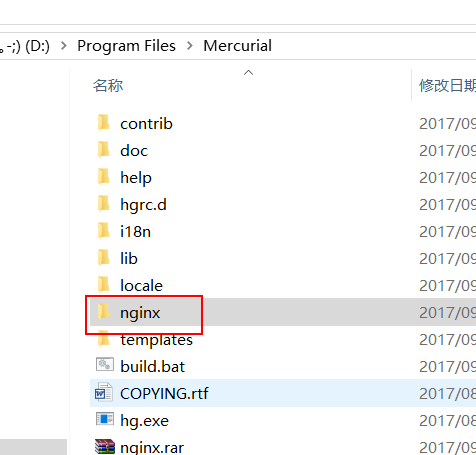 ｡-;) (D:) > Program Files > Mercurial
名称 修改日期
contrib 2017/09
doc 2017/09
help 2017/09
hgrc.d 2017/09
i18n 2017/09
lib 2017/09
locale 2017/09
nginx 2017/09
templates 2017/09
build.bat 2017/09
COPYING.rtf 2017/08
hg.exe 2017/08
nginx.rar 2017/09